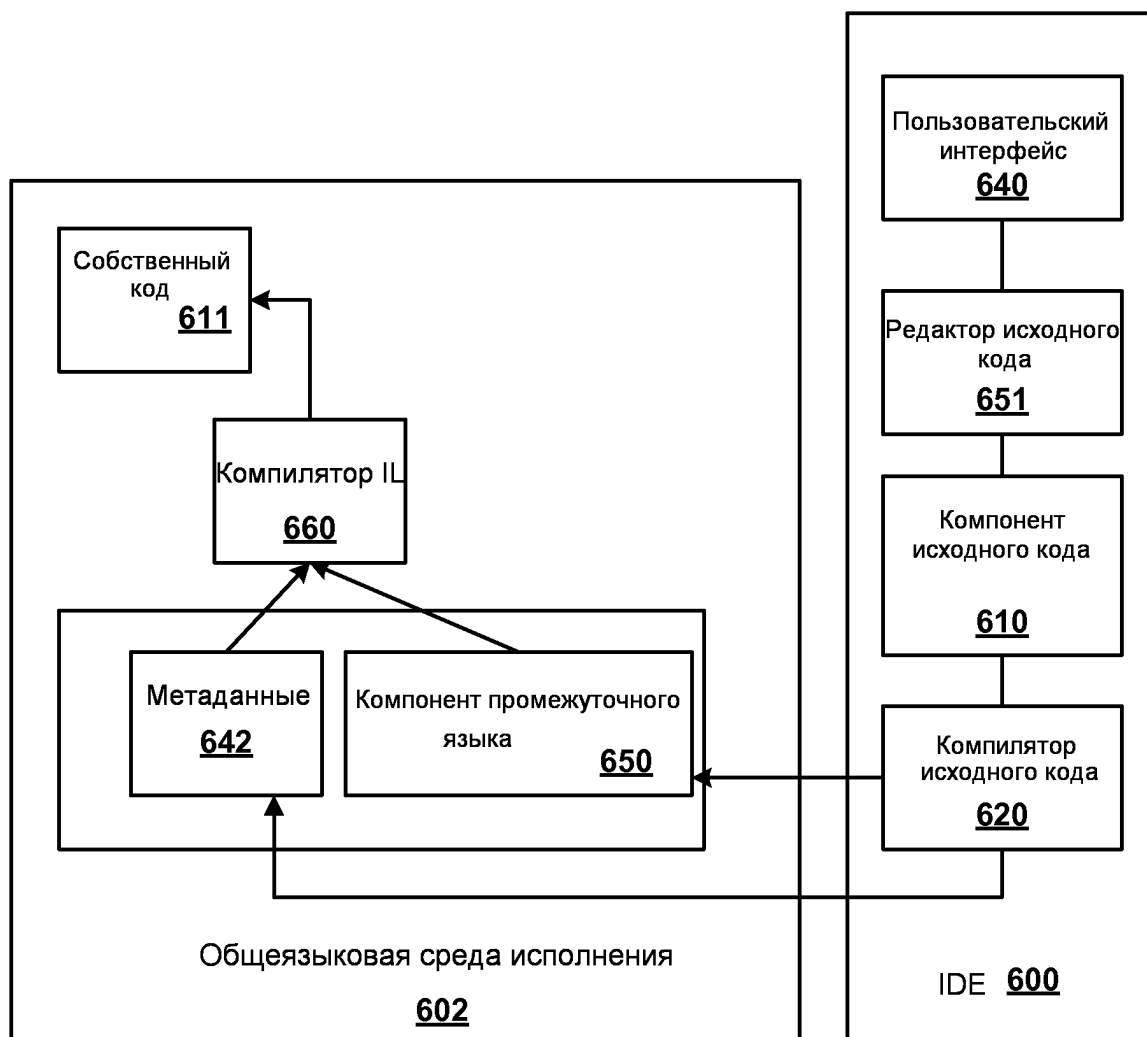 Пользовательский
интерфейс
640
Собственный
код
611
Редактор исходного
кода
651
Компилятор IL
660
Компонент
исходного кода
610
Метаданные
642
Компонент промежуточного
языка
650
Компилятор
исходного кода
620
Общеязыковая среда исполнения
602
IDE 600